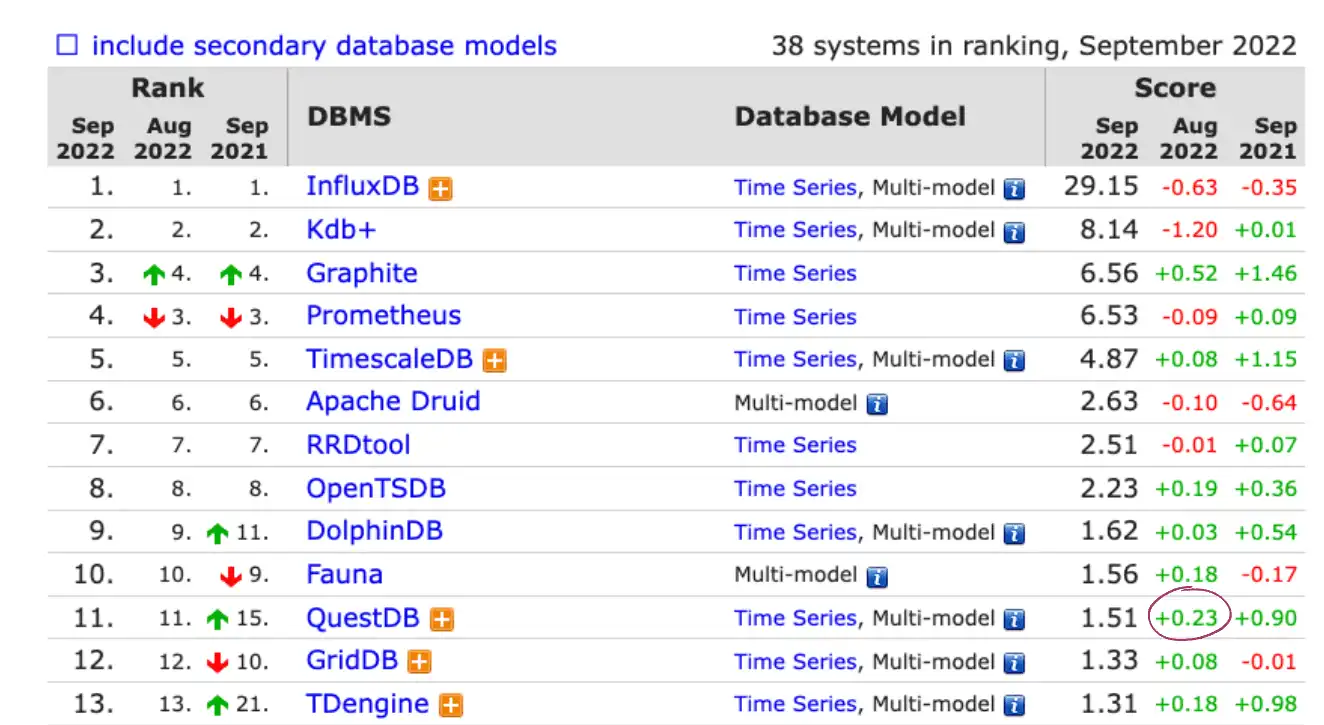 include secondary database models 38 systems in ranking, September 2022
Rank Score
DBMS Database Model
Sep Aug Sep Sep Aug Sep
2022 2022 2021 2022 2022 2021
1. 1. 1. InfluxDB Time Series, Multi-model 29.15 -0.63 -0.35
2. 2. 2. Kdb+ Time Series, Multi-model 8.14 -1.20 +0.01
3. 4. 4. Graphite Time Series 6.56 +0.52 +1.46
4. 3. 3. Prometheus Time Series 6.53 -0.09 +0.09
5. 5. 5. TimescaleDB Time Series, Multi-model 4.87 +0.08 +1.15
6. 6. 6. Apache Druid Multi-model 2.63 -0.10 -0.64
7. 7. 7. RRDtool Time Series 2.51 -0.01 +0.07
8. 8. 8. OpenTSDB Time Series 2.23 +0.19 +0.36
9. 9. 11. DolphinDB Time Series, Multi-model 1.62 +0.03 +0.54
10. 10. 9. Fauna Multi-model 1.56 +0.18 -0.17
11. 11. 15. QuestDB Time Series, Multi-model 1.51 +0.23 +0.90
12. 12. 10. GridDB Time Series, Multi-model 1.33 +0.08 -0.01
13. 13. 21. TDengine Time Series, Multi-model 1.31 +0.18 +0.98